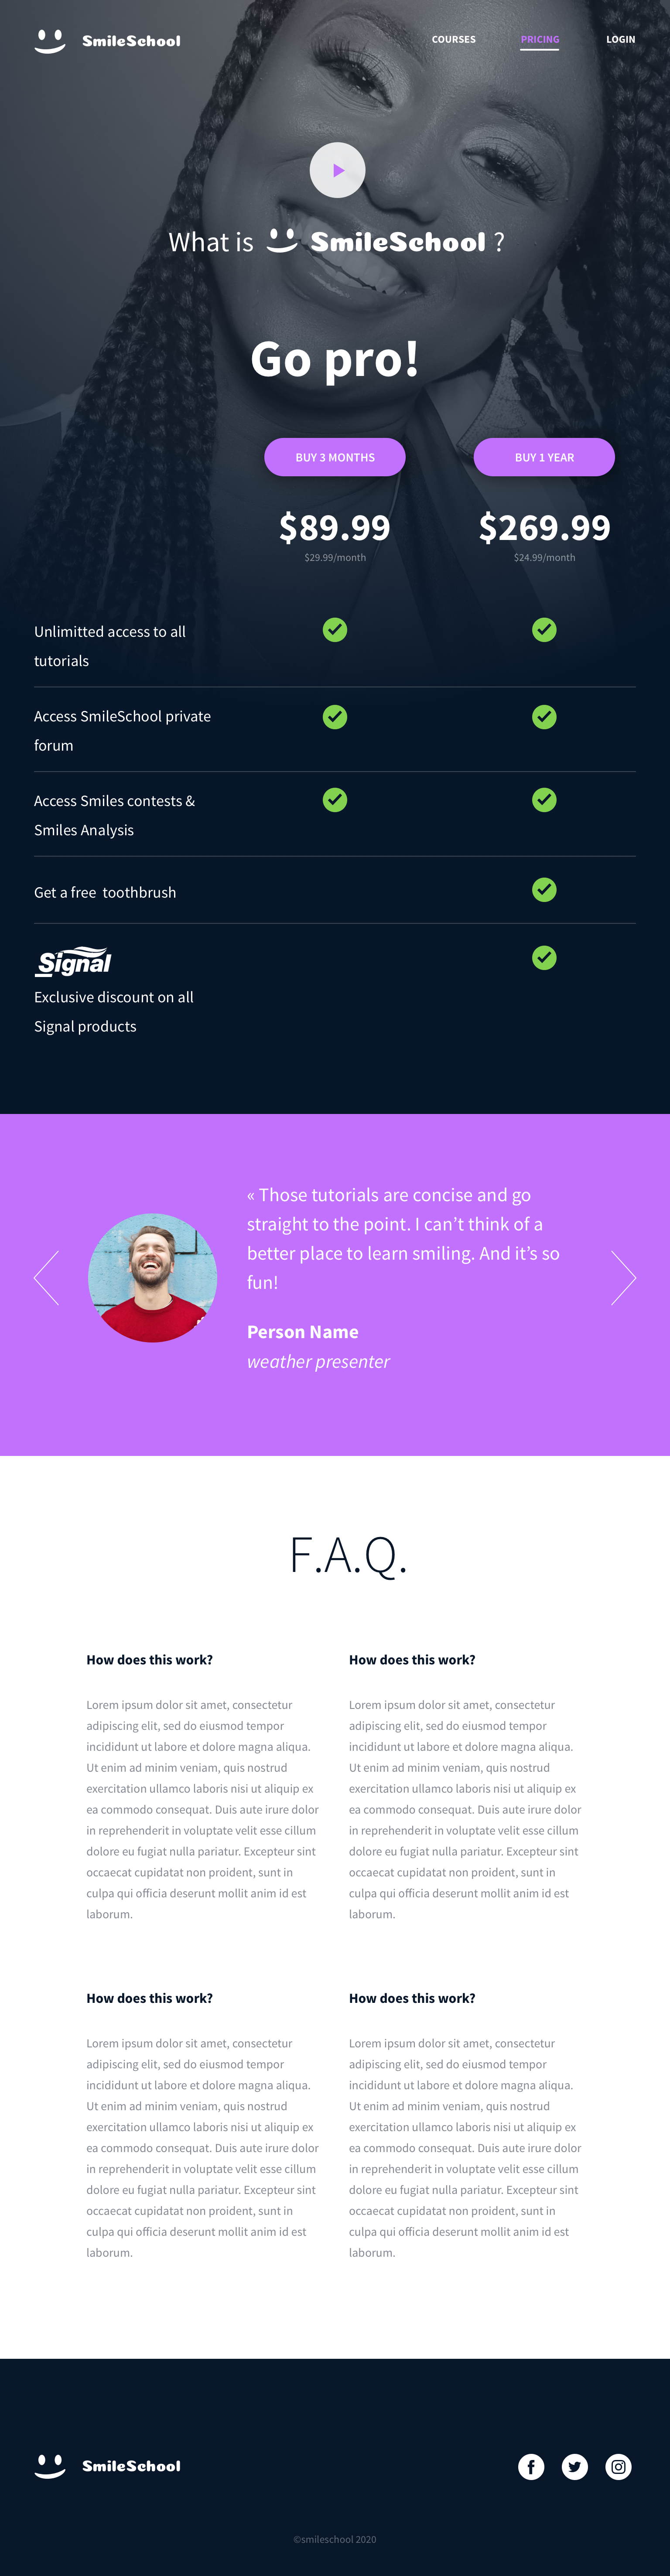 SmileSchool
COURSES
PRICING
LOGIN
What is SmileSchool ?
Go pro!
BUY 3 MONTHS
BUY 1 YEAR
$89.99
$269.99
$29.99/month
$24.99/month
Unlimitted access to all
tutorials
Access SmileSchool private
forum
Access Smiles contests &
Smiles Analysis
Get a free  toothbrush
Signal
Exclusive discount on all
Signal products
« Those tutorials are concise and go
straight to the point. I can’t think of a
better place to learn smiling. And it’s so
fun!
Person Name
weather presenter
F.A.Q.
How does this work?
Lorem ipsum dolor sit amet, consectetur
adipiscing elit, sed do eiusmod tempor
incididunt ut labore et dolore magna aliqua.
Ut enim ad minim veniam, quis nostrud
exercitation ullamco laboris nisi ut aliquip ex
ea commodo consequat. Duis aute irure dolor
in reprehenderit in voluptate velit esse cillum
dolore eu fugiat nulla pariatur. Excepteur sint
occaecat cupidatat non proident, sunt in
culpa qui officia deserunt mollit anim id est
laborum.
How does this work?
Lorem ipsum dolor sit amet, consectetur
adipiscing elit, sed do eiusmod tempor
incididunt ut labore et dolore magna aliqua.
Ut enim ad minim veniam, quis nostrud
exercitation ullamco laboris nisi ut aliquip ex
ea commodo consequat. Duis aute irure dolor
in reprehenderit in voluptate velit esse cillum
dolore eu fugiat nulla pariatur. Excepteur sint
occaecat cupidatat non proident, sunt in
culpa qui officia deserunt mollit anim id est
laborum.
How does this work?
Lorem ipsum dolor sit amet, consectetur
adipiscing elit, sed do eiusmod tempor
incididunt ut labore et dolore magna aliqua.
Ut enim ad minim veniam, quis nostrud
exercitation ullamco laboris nisi ut aliquip ex
ea commodo consequat. Duis aute irure dolor
in reprehenderit in voluptate velit esse cillum
dolore eu fugiat nulla pariatur. Excepteur sint
occaecat cupidatat non proident, sunt in
culpa qui officia deserunt mollit anim id est
laborum.
How does this work?
Lorem ipsum dolor sit amet, consectetur
adipiscing elit, sed do eiusmod tempor
incididunt ut labore et dolore magna aliqua.
Ut enim ad minim veniam, quis nostrud
exercitation ullamco laboris nisi ut aliquip ex
ea commodo consequat. Duis aute irure dolor
in reprehenderit in voluptate velit esse cillum
dolore eu fugiat nulla pariatur. Excepteur sint
occaecat cupidatat non proident, sunt in
culpa qui officia deserunt mollit anim id est
laborum.
SmileSchool
©smileschool 2020